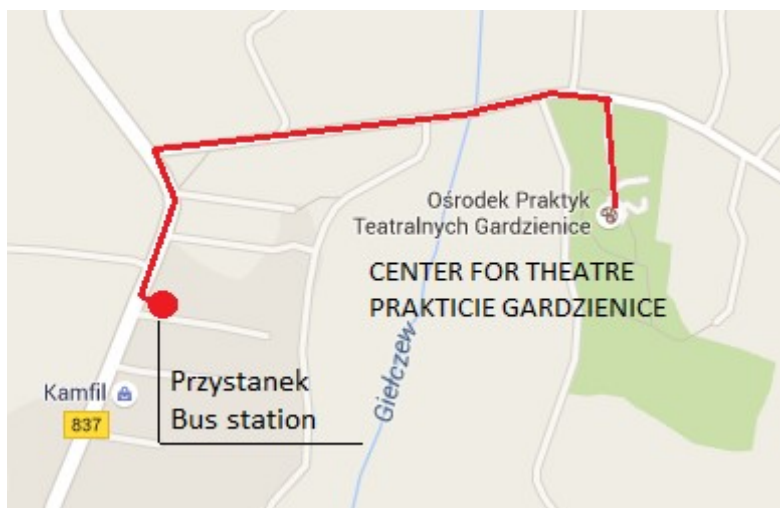 Ośrodek Praktyk
Teatralnych Gardzienice
CENTER FOR THEATRE
PRAKTICIE GARDZIENICE
Giełczew
Przystanek
Bus station
Kamfil
837